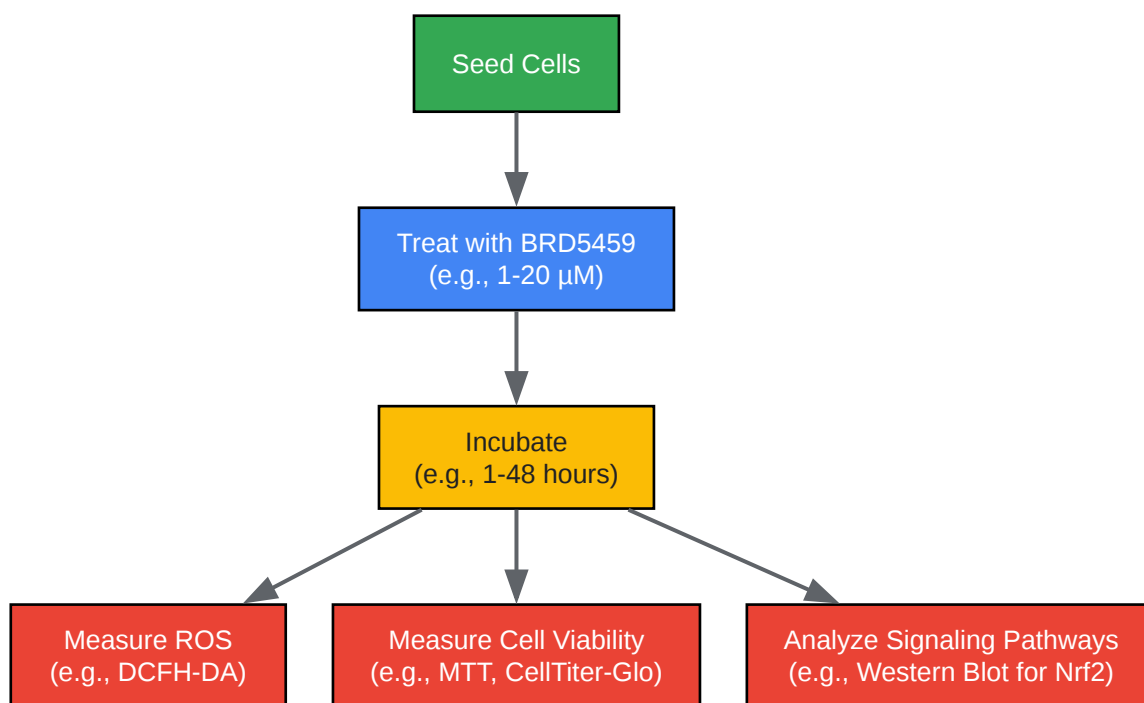 Seed Cells
Treat with BRD5459
(e.g., 1-20 µM)
Incubate
(e.g., 1-48 hours)
Measure ROS
(e.g., DCFH-DA)
Measure Cell Viability
(e.g., MTT, CellTiter-Glo)
Analyze Signaling Pathways
(e.g., Western Blot for Nrf2)